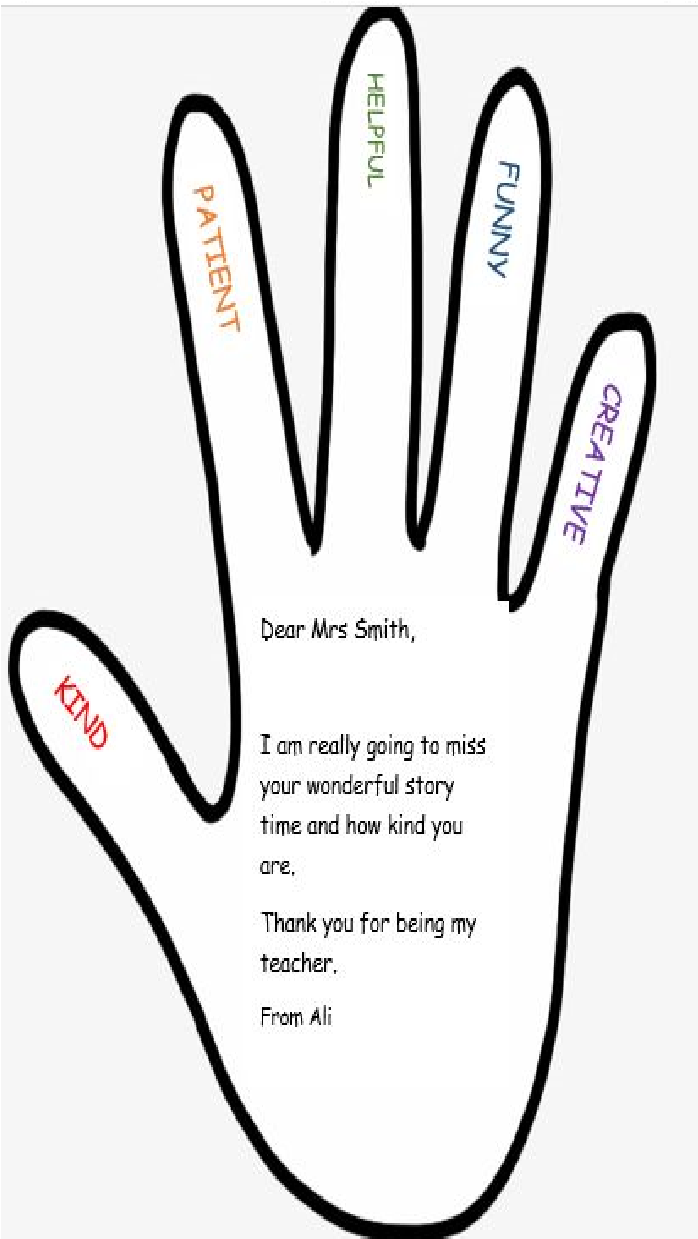 KIND
PATIENT
HELPFUL
FUNNY
CREATIVE
Dear Mrs Smith,
I am really going to miss
your wonderful story
time and how kind you
are.
Thank you for being my
teacher.
From Ali